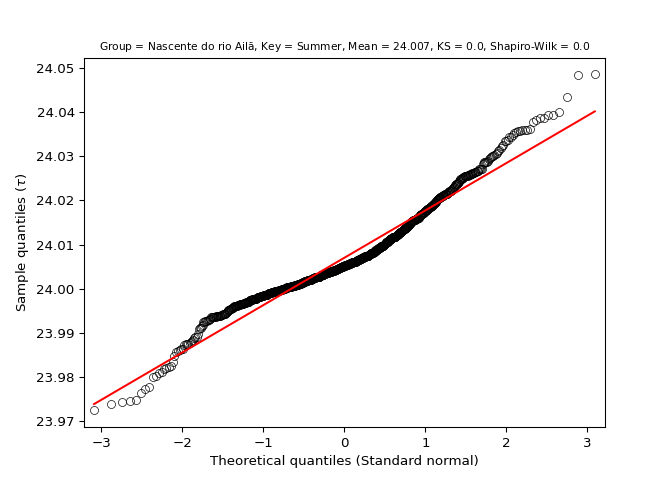 Group = Nascente do rio Ailã, Key = Summer, Mean = 24.007, KS = 0.0, Shapiro-Wilk = 0.0
24.05
24.04
24.03
24.02
24.01
24.00
23.99
23.98
23.97
Sample quantiles (τ)
−3 −2 −1 0 1 2 3
Theoretical quantiles (Standard normal)